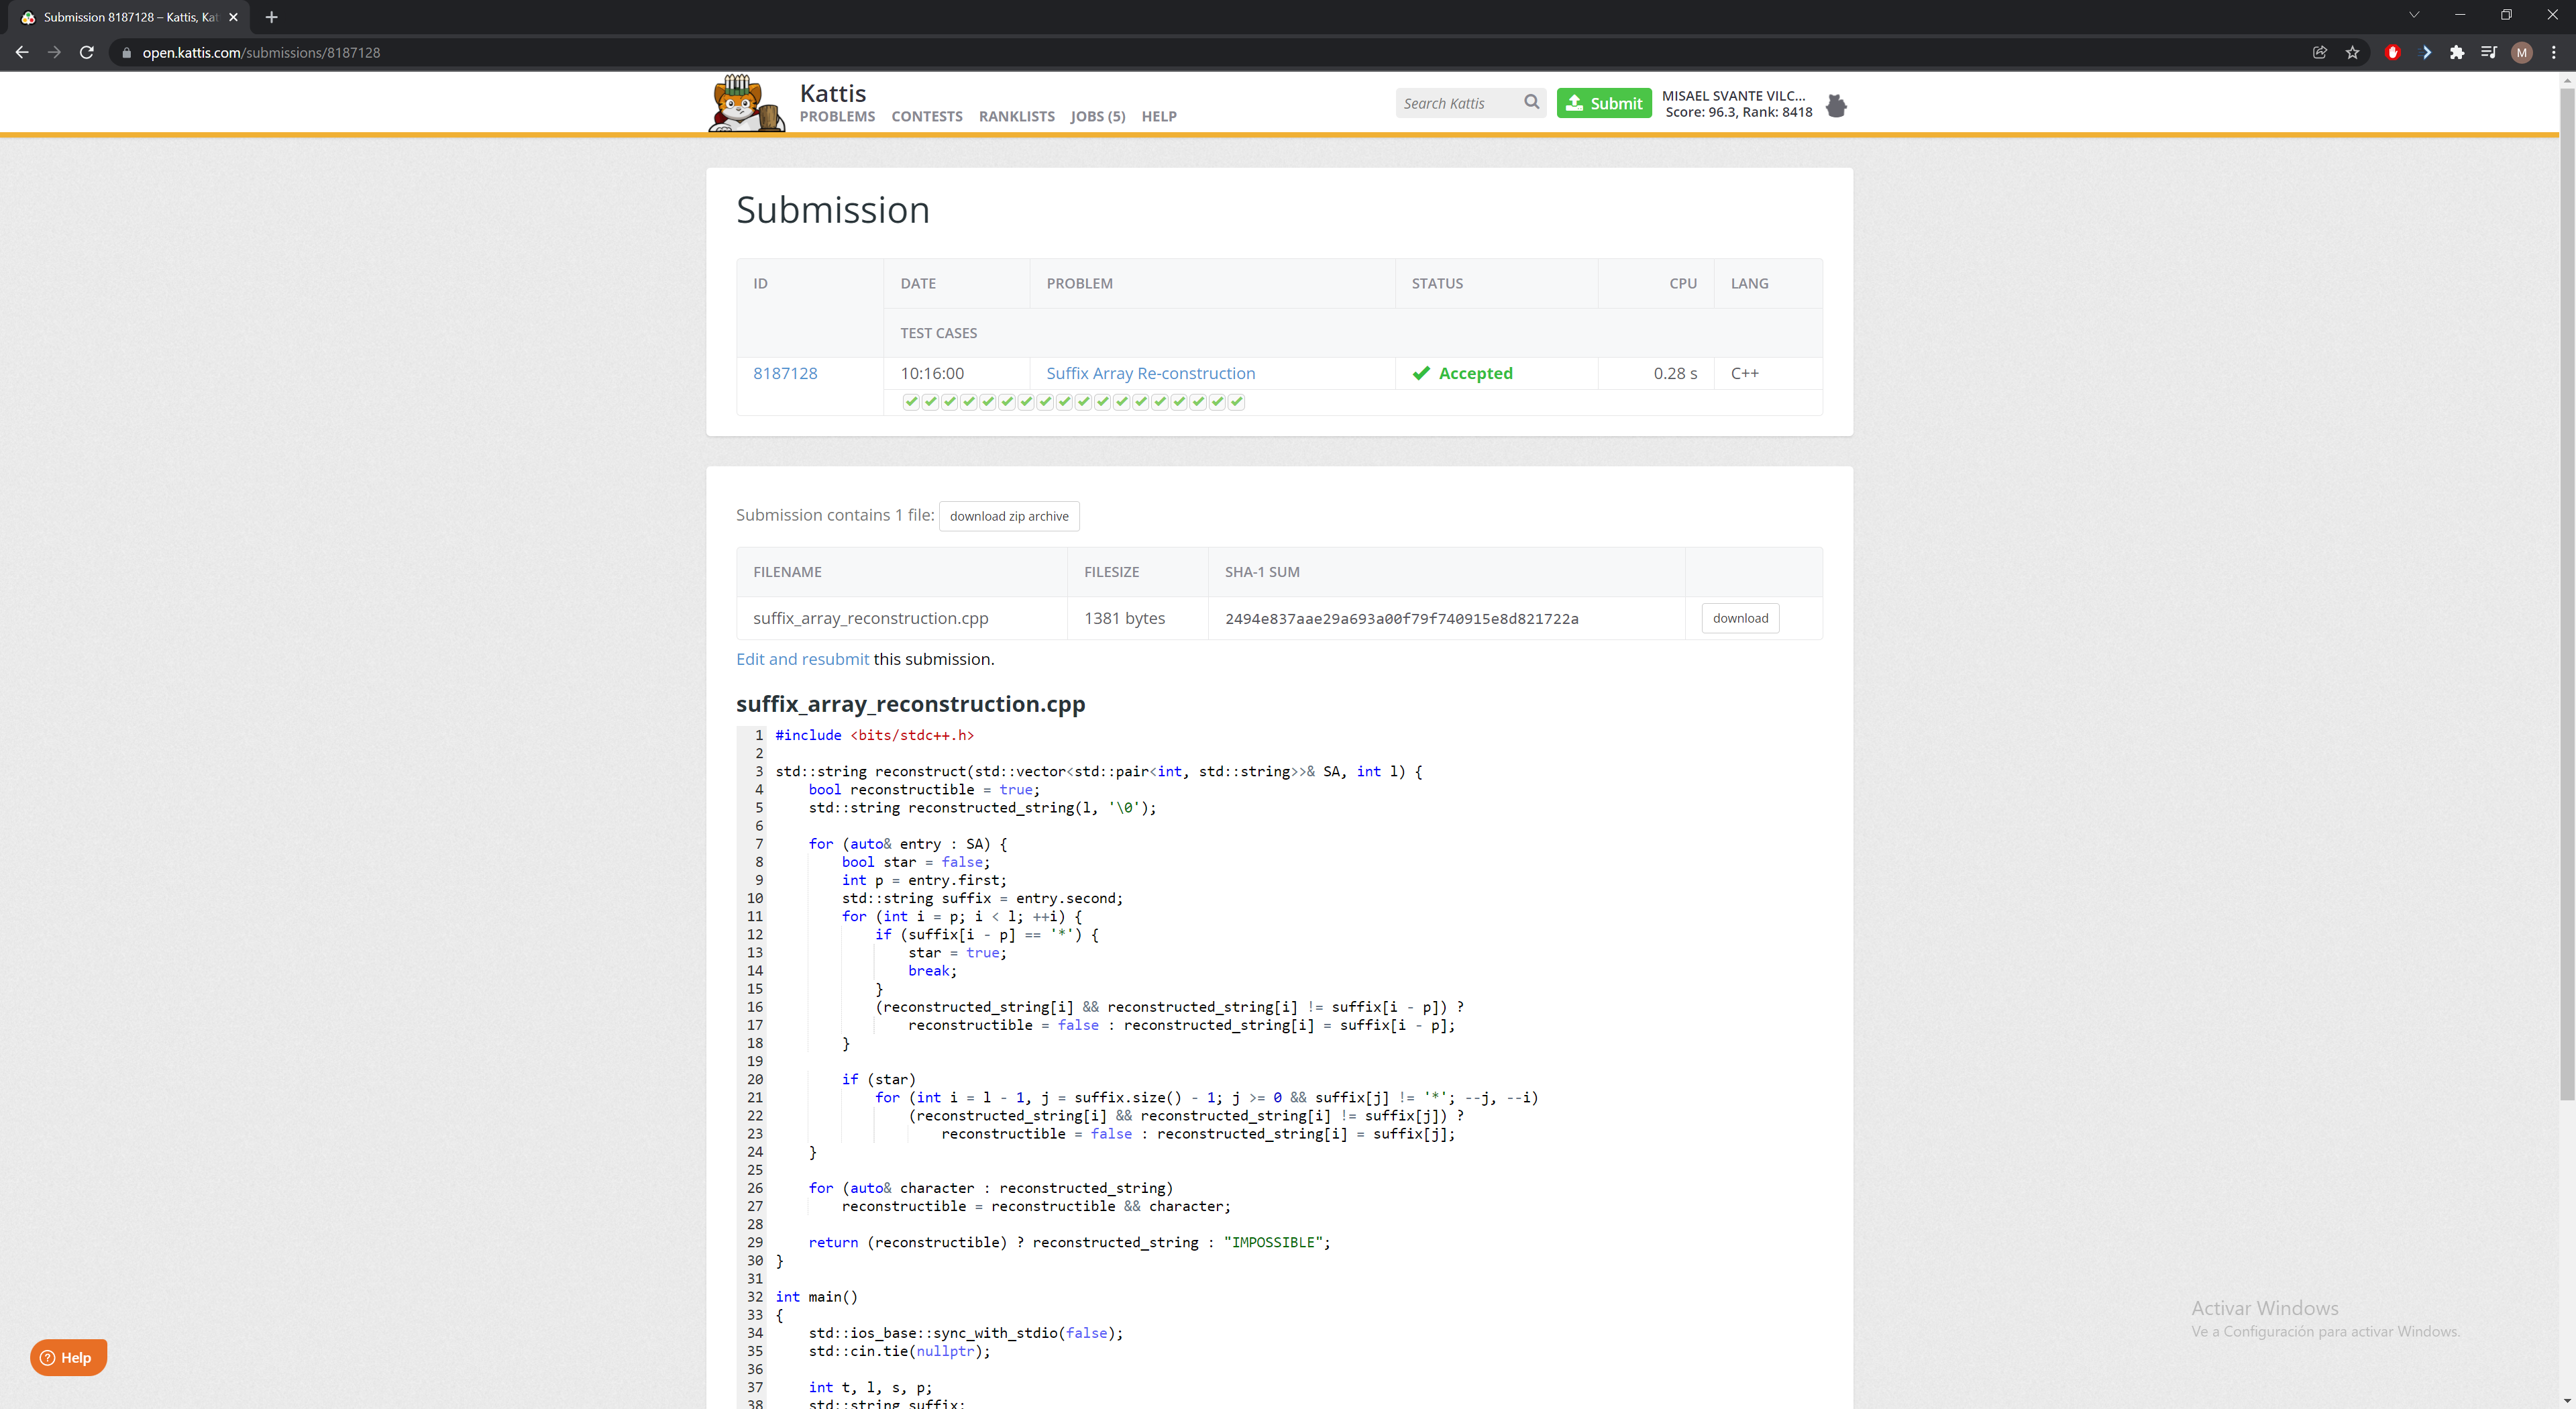 Submission 8187128 – Kattis, Kat
open.kattis.com/submissions/8187128
M
Kattis
PROBLEMS CONTESTS RANKLISTS JOBS (5) HELP
Search Kattis
Submit
MISAEL SVANTE VILC...
Score: 96.3, Rank: 8418
Submission
ID DATE PROBLEM STATUS CPU LANG
TEST CASES
8187128 10:16:00 Suffix Array Re-construction Accepted 0.28 s C++
Submission contains 1 file: download zip archive
FILENAME FILESIZE SHA-1 SUM
suffix_array_reconstruction.cpp 1381 bytes 2494e837aae29a693a00f79f740915e8d821722a download
Edit and resubmit this submission.
suffix_array_reconstruction.cpp
1 #include <bits/stdc++.h>
2
3 std::string reconstruct(std::vector<std::pair<int, std::string>>& SA, int l) {
4     bool reconstructible = true;
5     std::string reconstructed_string(l, '\0');
6
7     for (auto& entry : SA) {
8         bool star = false;
9         int p = entry.first;
10         std::string suffix = entry.second;
11         for (int i = p; i < l; ++i) {
12             if (suffix[i - p] == '*') {
13                 star = true;
14                 break;
15             }
16             (reconstructed_string[i] && reconstructed_string[i] != suffix[i - p]) ?
17                 reconstructible = false : reconstructed_string[i] = suffix[i - p];
18         }
19
20         if (star)
21             for (int i = l - 1, j = suffix.size() - 1; j >= 0 && suffix[j] != '*'; --j, --i)
22                 (reconstructed_string[i] && reconstructed_string[i] != suffix[j]) ?
23                     reconstructible = false : reconstructed_string[i] = suffix[j];
24     }
25
26     for (auto& character : reconstructed_string)
27         reconstructible = reconstructible && character;
28
29     return (reconstructible) ? reconstructed_string : "IMPOSSIBLE";
30 }
31
32 int main()
33 {
34     std::ios_base::sync_with_stdio(false);
35     std::cin.tie(nullptr);
36
37     int t, l, s, p;
38     std::string suffix;
Help
Activar Windows
Ve a Configuración para activar Windows.